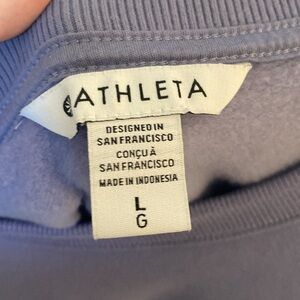 ATHLETA
DESIGNED IN
SAN FRANCISCO
CONÇU À
SAN FRANCISCO
MADE IN INDONESIA
L
G